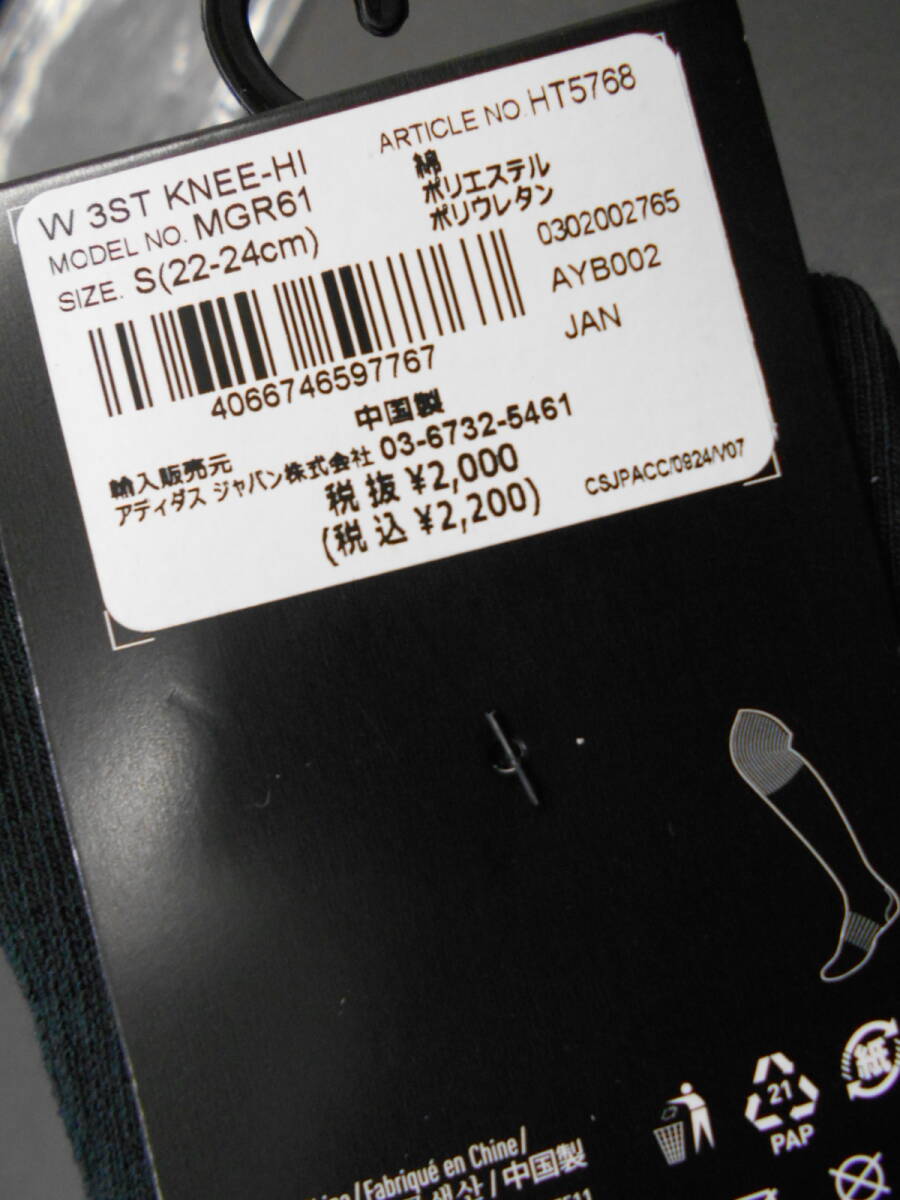 W 3ST KNEE-HI
MODEL NO. MGR61
SIZE. S(22-24cm)
ARTICLE NO. HT5768
綿
ポリエステル
ポリウレタン
0302002765
AYB002
JAN
4066746597767
中国製
輸入販売元
アディダス ジャパン株式会社 03-6732-5461
税 抜 ¥2,000
(税 込 ¥2,200)
CSJPACC/0924/V07
21
PAP
紙
/ Fabriqué en Chine/
생산 / 中国製